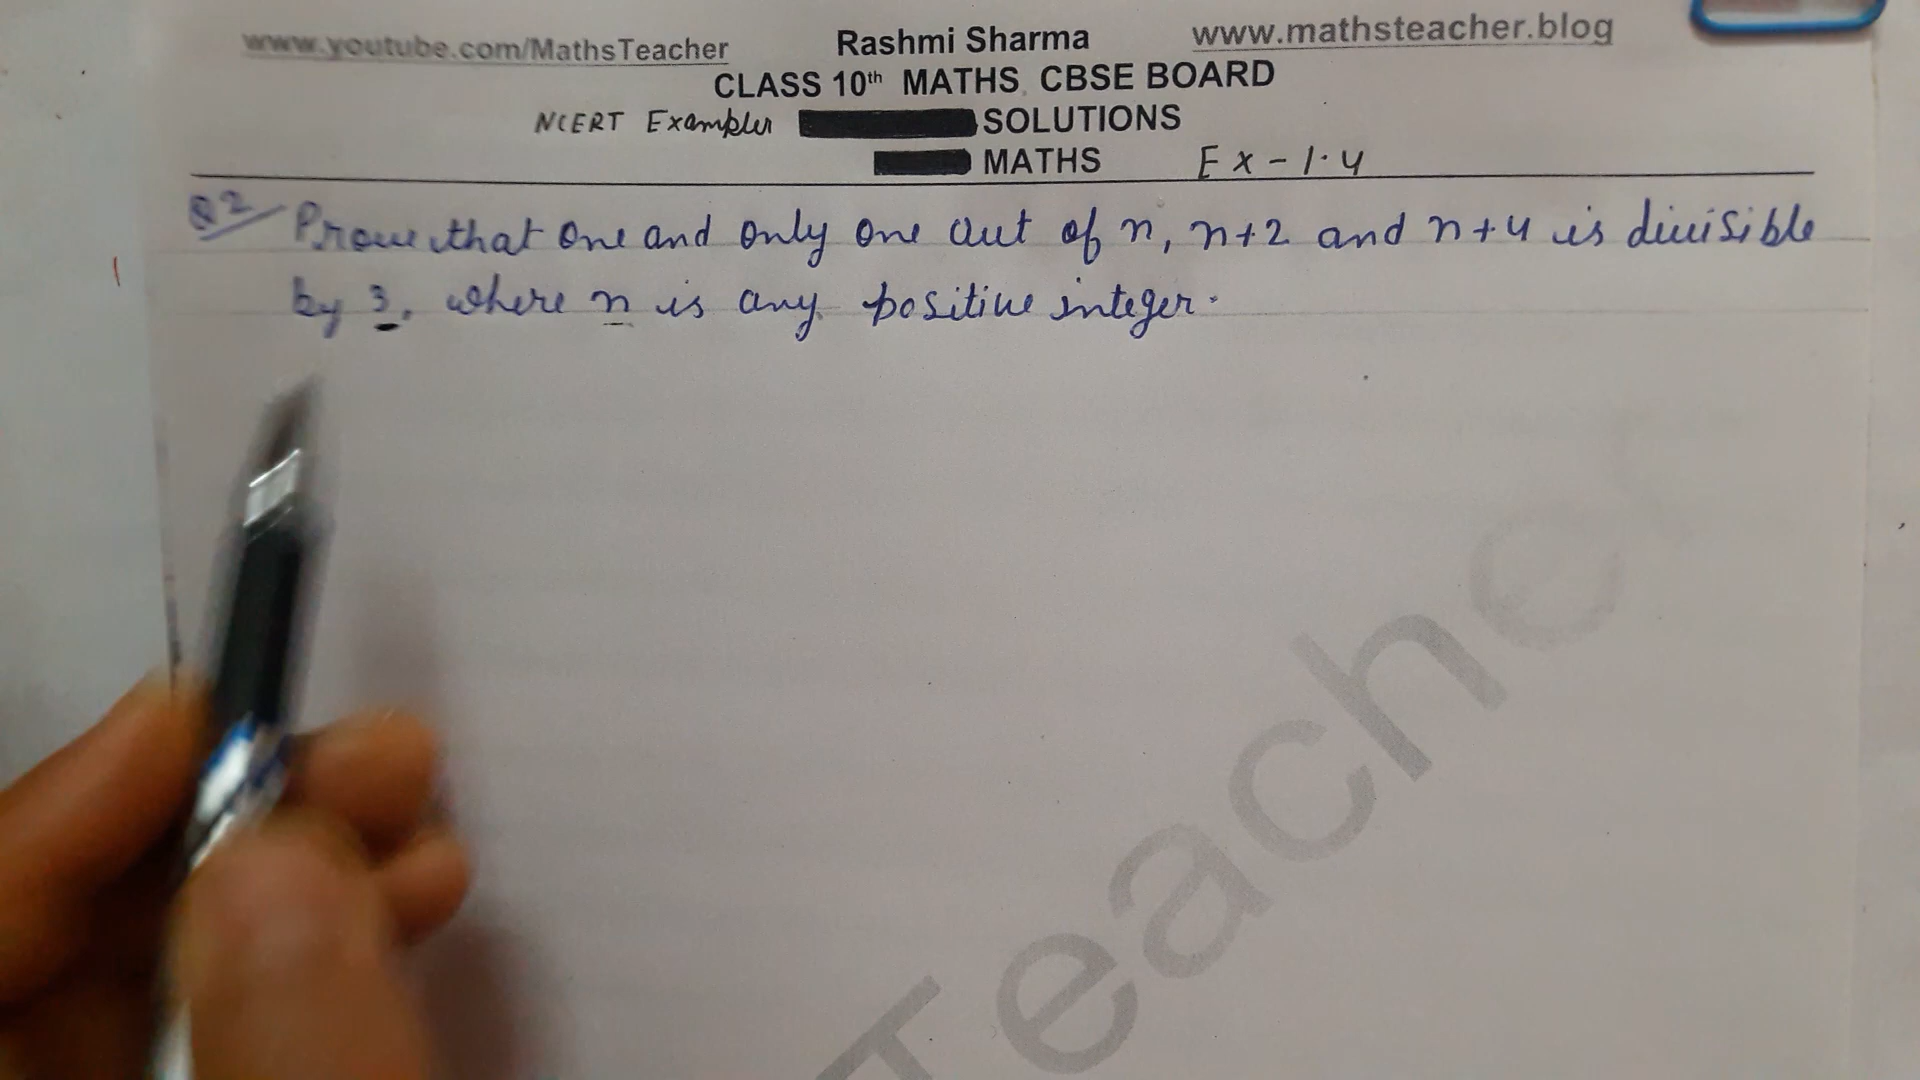 www.youtube.com/MathsTeacher Rashmi Sharma www.mathsteacher.blog
CLASS 10th MATHS CBSE BOARD
NCERT Exampler SOLUTIONS
MATHS Ex-1.4
Q2 Prove that one and only one out of n, n+2 and n+4 is divisible
by 3, where n is any positive integer.
Teache